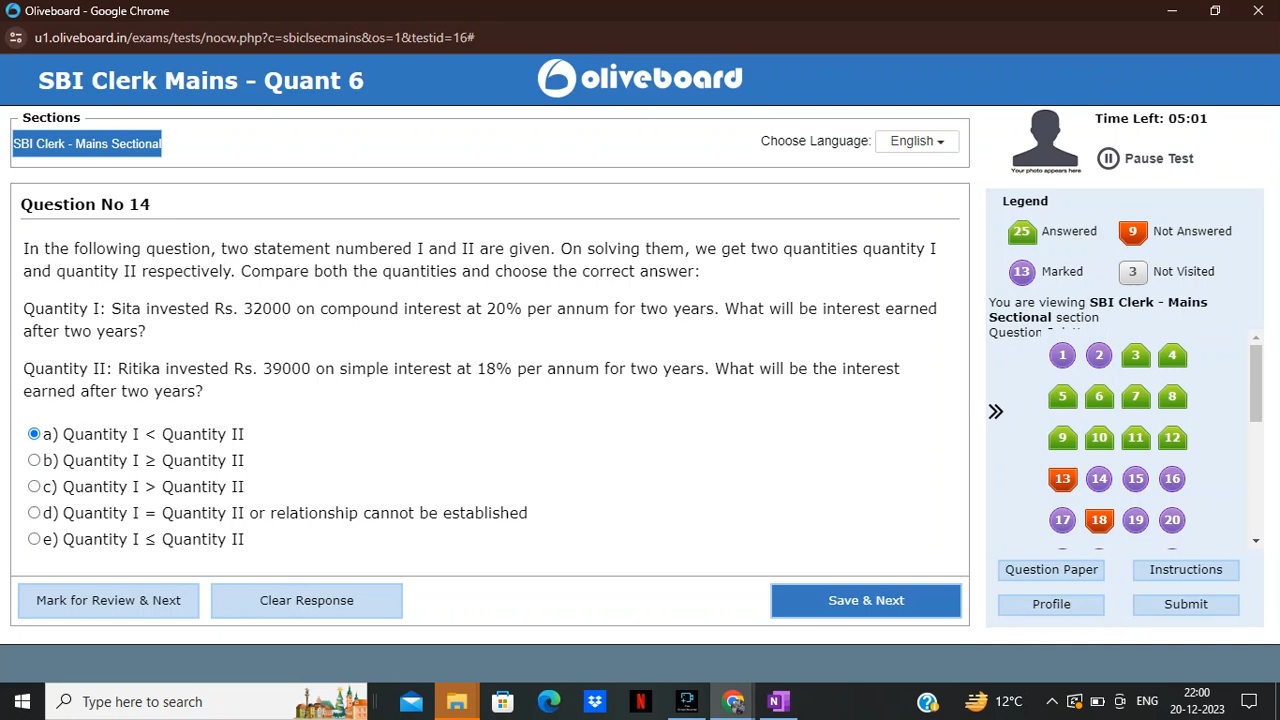 Oliveboard - Google Chrome
u1.oliveboard.in/exams/tests/nocw.php?c=sbiclsecmains&os=1&testid=16#
SBI Clerk Mains - Quant 6
oliveboard
Sections
SBI Clerk - Mains Sectional
Choose Language: English
Your photo appears here
Time Left: 05:01
Pause Test
Question No 14
In the following question, two statement numbered I and II are given. On solving them, we get two quantities quantity I
and quantity II respectively. Compare both the quantities and choose the correct answer:
Quantity I: Sita invested Rs. 32000 on compound interest at 20% per annum for two years. What will be interest earned
after two years?
Quantity II: Ritika invested Rs. 39000 on simple interest at 18% per annum for two years. What will be the interest
earned after two years?
a) Quantity I < Quantity II
b) Quantity I ≥ Quantity II
c) Quantity I > Quantity II
d) Quantity I = Quantity II or relationship cannot be established
e) Quantity I ≤ Quantity II
Mark for Review & Next
Clear Response
Save & Next
Legend
25 Answered 9 Not Answered
13 Marked 3 Not Visited
You are viewing SBI Clerk - Mains
Sectional section
Question
1 2 3 4
5 6 7 8
9 10 11 12
13 14 15 16
17 18 19 20
Question Paper Instructions
Profile Submit
Type here to search
N
N
12°C
ENG
22:00
20-12-2023